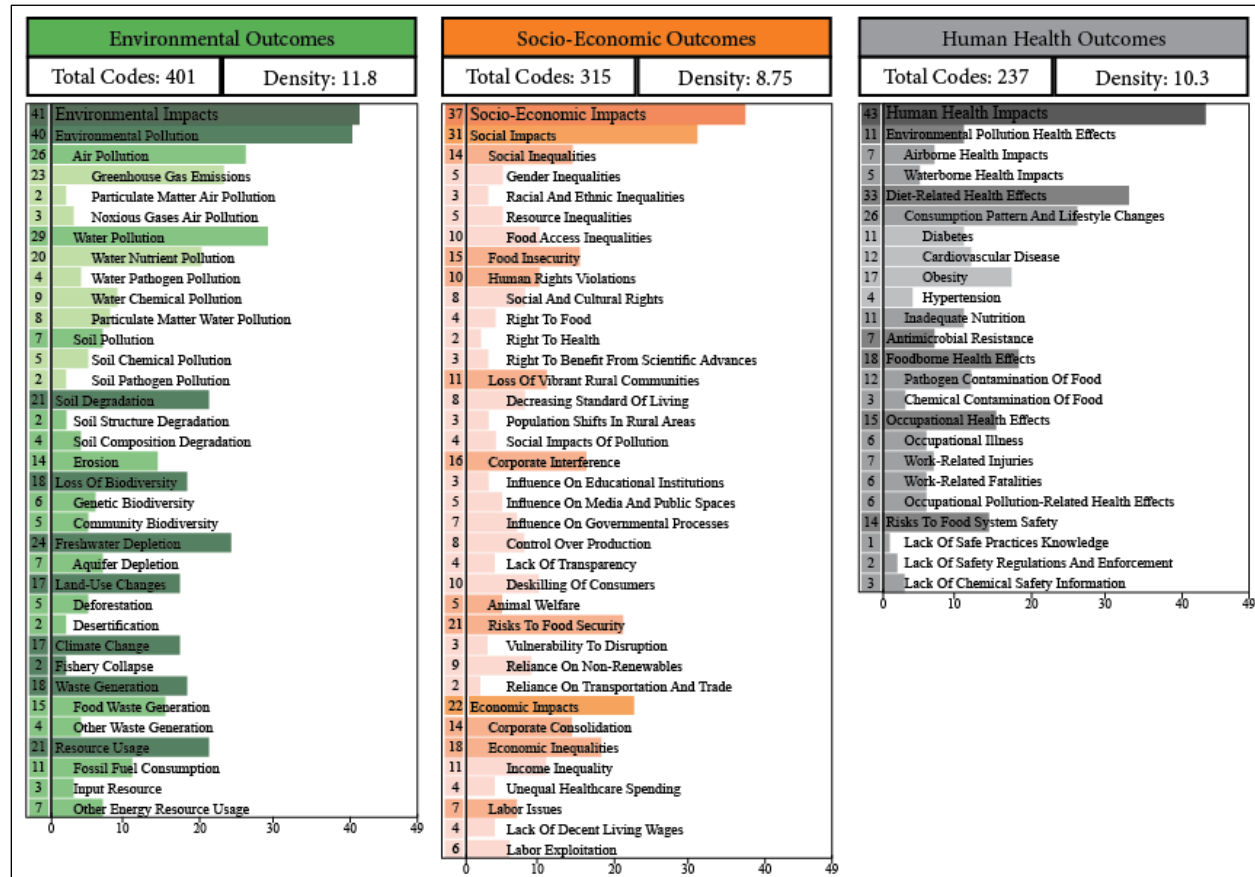 Environmental Outcomes
Total Codes: 401 Density: 11.8
41 Environmental Impacts
40 Environmental Pollution
26 Air Pollution
23 Greenhouse Gas Emissions
2 Particulate Matter Air Pollution
3 Noxious Gases Air Pollution
29 Water Pollution
20 Water Nutrient Pollution
4 Water Pathogen Pollution
9 Water Chemical Pollution
8 Particulate Matter Water Pollution
7 Soil Pollution
5 Soil Chemical Pollution
2 Soil Pathogen Pollution
21 Soil Degradation
2 Soil Structure Degradation
4 Soil Composition Degradation
14 Erosion
18 Loss Of Biodiversity
6 Genetic Biodiversity
5 Community Biodiversity
24 Freshwater Depletion
7 Aquifer Depletion
17 Land-Use Changes
5 Deforestation
2 Desertification
17 Climate Change
2 Fishery Collapse
18 Waste Generation
15 Food Waste Generation
4 Other Waste Generation
21 Resource Usage
11 Fossil Fuel Consumption
3 Input Resource
7 Other Energy Resource Usage
0 10 20 30 40 49
Socio-Economic Outcomes
Total Codes: 315 Density: 8.75
37 Socio-Economic Impacts
31 Social Impacts
14 Social Inequalities
5 Gender Inequalities
3 Racial And Ethnic Inequalities
5 Resource Inequalities
10 Food Access Inequalities
15 Food Insecurity
10 Human Rights Violations
8 Social And Cultural Rights
4 Right To Food
2 Right To Health
3 Right To Benefit From Scientific Advances
11 Loss Of Vibrant Rural Communities
8 Decreasing Standard Of Living
3 Population Shifts In Rural Areas
4 Social Impacts Of Pollution
16 Corporate Interference
3 Influence On Educational Institutions
5 Influence On Media And Public Spaces
7 Influence On Governmental Processes
8 Control Over Production
4 Lack Of Transparency
10 Deskilling Of Consumers
5 Animal Welfare
21 Risks To Food Security
3 Vulnerability To Disruption
9 Reliance On Non-Renewables
2 Reliance On Transportation And Trade
22 Economic Impacts
14 Corporate Consolidation
18 Economic Inequalities
11 Income Inequality
4 Unequal Healthcare Spending
7 Labor Issues
4 Lack Of Decent Living Wages
6 Labor Exploitation
0 10 20 30 40 49
Human Health Outcomes
Total Codes: 237 Density: 10.3
43 Human Health Impacts
11 Environmental Pollution Health Effects
7 Airborne Health Impacts
5 Waterborne Health Impacts
33 Diet-Related Health Effects
26 Consumption Pattern And Lifestyle Changes
11 Diabetes
12 Cardiovascular Disease
17 Obesity
4 Hypertension
11 Inadequate Nutrition
7 Antimicrobial Resistance
18 Foodborne Health Effects
12 Pathogen Contamination Of Food
3 Chemical Contamination Of Food
15 Occupational Health Effects
6 Occupational Illness
7 Work-Related Injuries
6 Work-Related Fatalities
6 Occupational Pollution-Related Health Effects
14 Risks To Food System Safety
1 Lack Of Safe Practices Knowledge
2 Lack Of Safety Regulations And Enforcement
3 Lack Of Chemical Safety Information
0 10 20 30 40 49